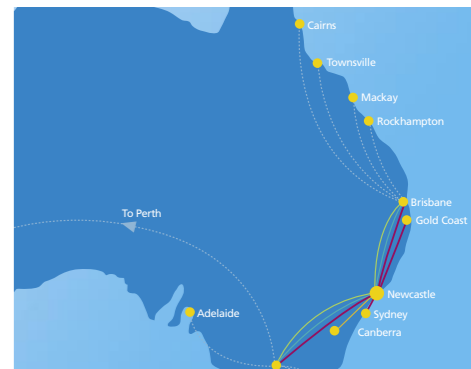 Cairns
Townsville
Mackay
Rockhampton
Brisbane
Gold Coast
To Perth
Newcastle
Adelaide
Sydney
Canberra